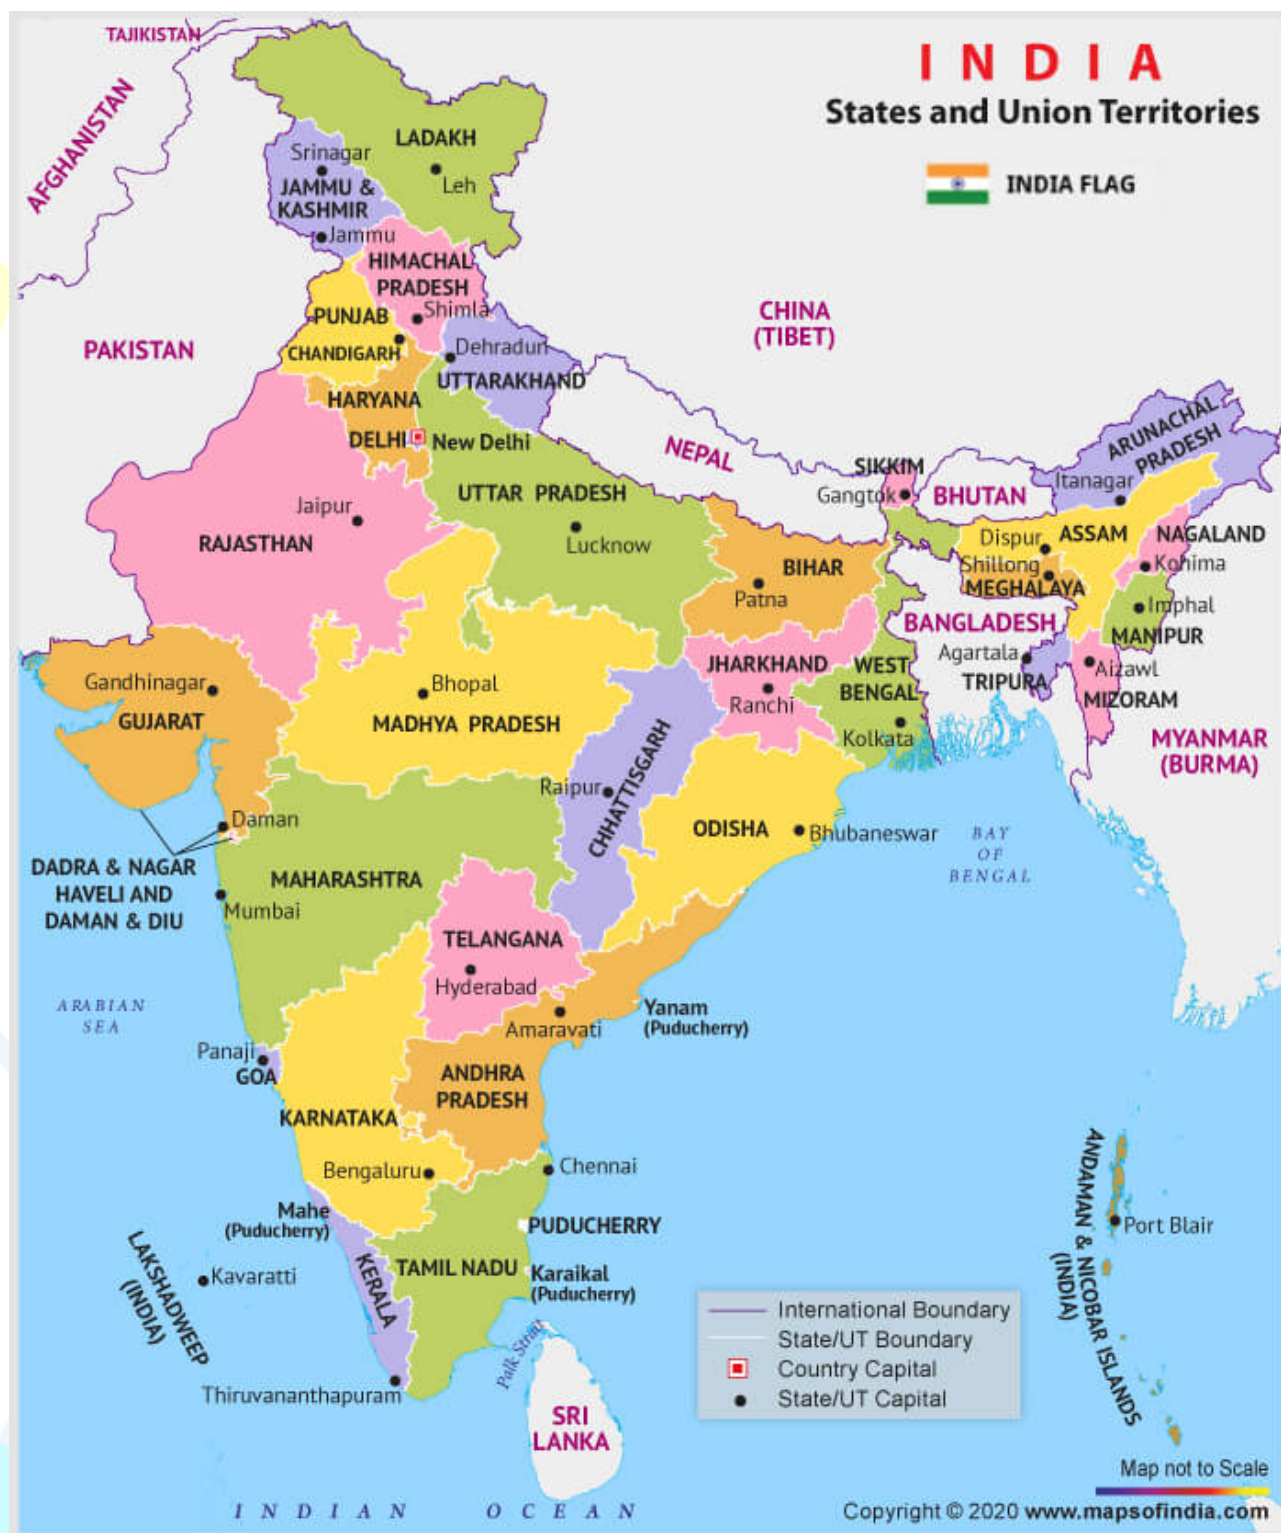 TAJIKISTAN
INDIA
States and Union Territories
AFGHANISTAN
LADAKH
Srinagar
Leh
JAMMU &
KASHMIR
INDIA FLAG
Jammu
HIMACHAL
PRADESH
Shimla
PUNJAB
CHINA
(TIBET)
PAKISTAN
CHANDIGARH
Dehradun
UTTARAKHAND
HARYANA
DELHI
New Delhi
NEPAL
SIKKIM
Gangtok
BHUTAN
ARUNACHAL
PRADESH
Itanagar
UTTAR PRADESH
Lucknow
Jaipur
RAJASTHAN
BIHAR
Patna
Dispur
ASSAM
NAGALAND
Kohima
Shillong
MEGHALAYA
Imphal
MANIPUR
BANGLADESH
Agartala
TRIPURA
Aizawl
MIZORAM
JHARKHAND
Ranchi
WEST
BENGAL
Kolkata
Gandhinagar
GUJARAT
Bhopal
MADHYA PRADESH
MYANMAR
(BURMA)
Raipur
CHHATTISGARH
ODISHA
Bhubaneswar
BAY
OF
BENGAL
Daman
DADRA & NAGAR
HAVELI AND
DAMAN & DIU
MAHARASHTRA
Mumbai
TELANGANA
Hyderabad
ARABIAN
SEA
Yanam
(Puducherry)
Amaravati
Panaji
GOA
ANDHRA
PRADESH
KARNATAKA
Bengaluru
Chennai
Mahe
(Puducherry)
PUDUCHERRY
LAKSHADWEEP
(INDIA)
Kavaratti
KERALA
TAMIL NADU
Karaikal
(Puducherry)
Port Blair
ANDAMAN & NICOBAR ISLANDS
(INDIA)
Palk Strait
Thiruvananthapuram
SRI
LANKA
International Boundary
State/UT Boundary
Country Capital
State/UT Capital
Map not to Scale
INDIAN OCEAN
Copyright © 2020 www.mapsofindia.com